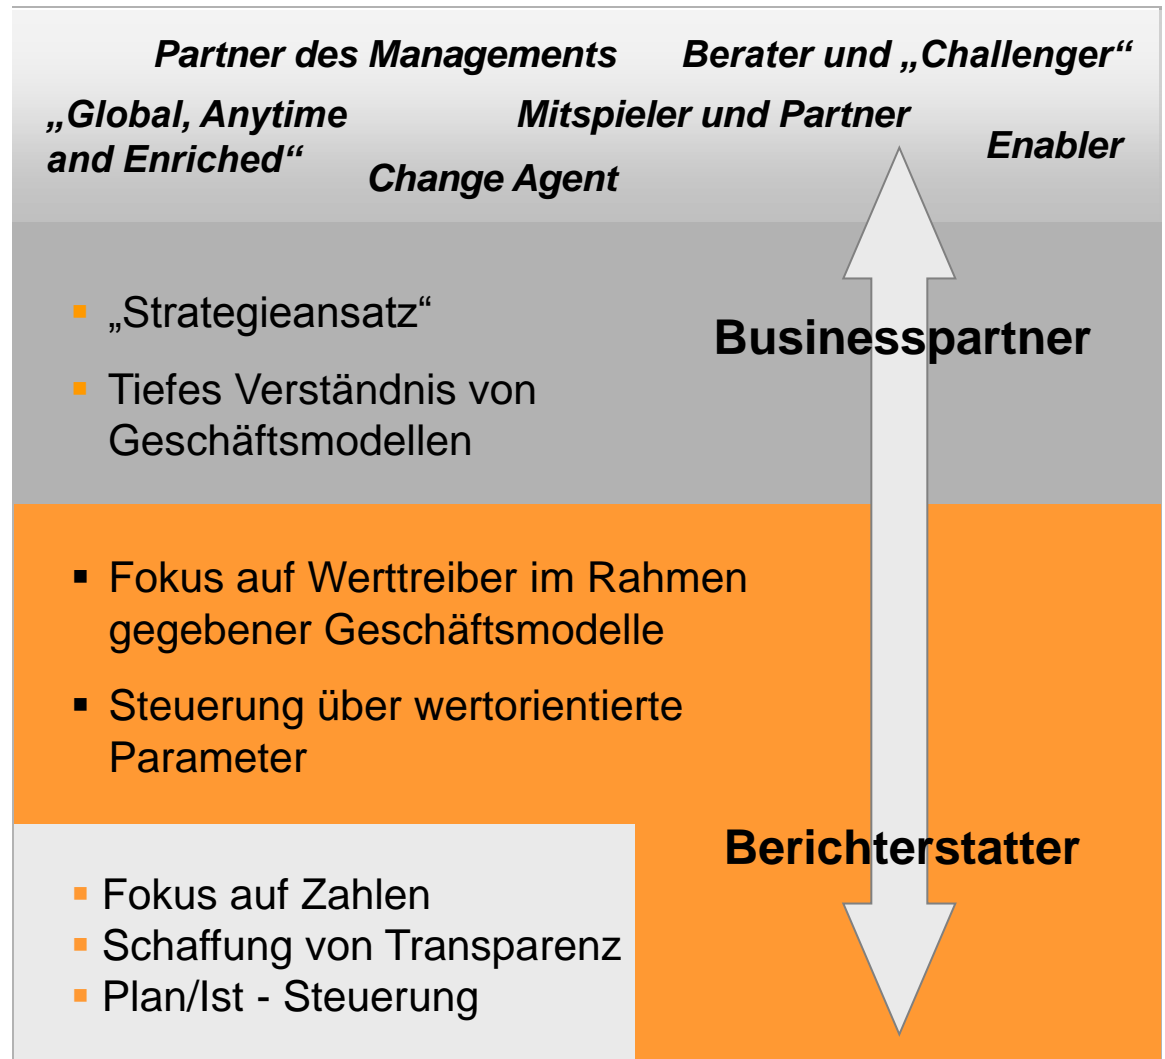 Partner des Managements
Berater und „Challenger“
„Global, Anytime
and Enriched“
Mitspieler und Partner
Enabler
Change Agent
▪ „Strategieansatz“
▪ Tiefes Verständnis von
Geschäftsmodellen
Businesspartner
▪ Fokus auf Werttreiber im Rahmen
gegebener Geschäftsmodelle
▪ Steuerung über wertorientierte
Parameter
Berichterstatter
▪ Fokus auf Zahlen
▪ Schaffung von Transparenz
▪ Plan/Ist - Steuerung